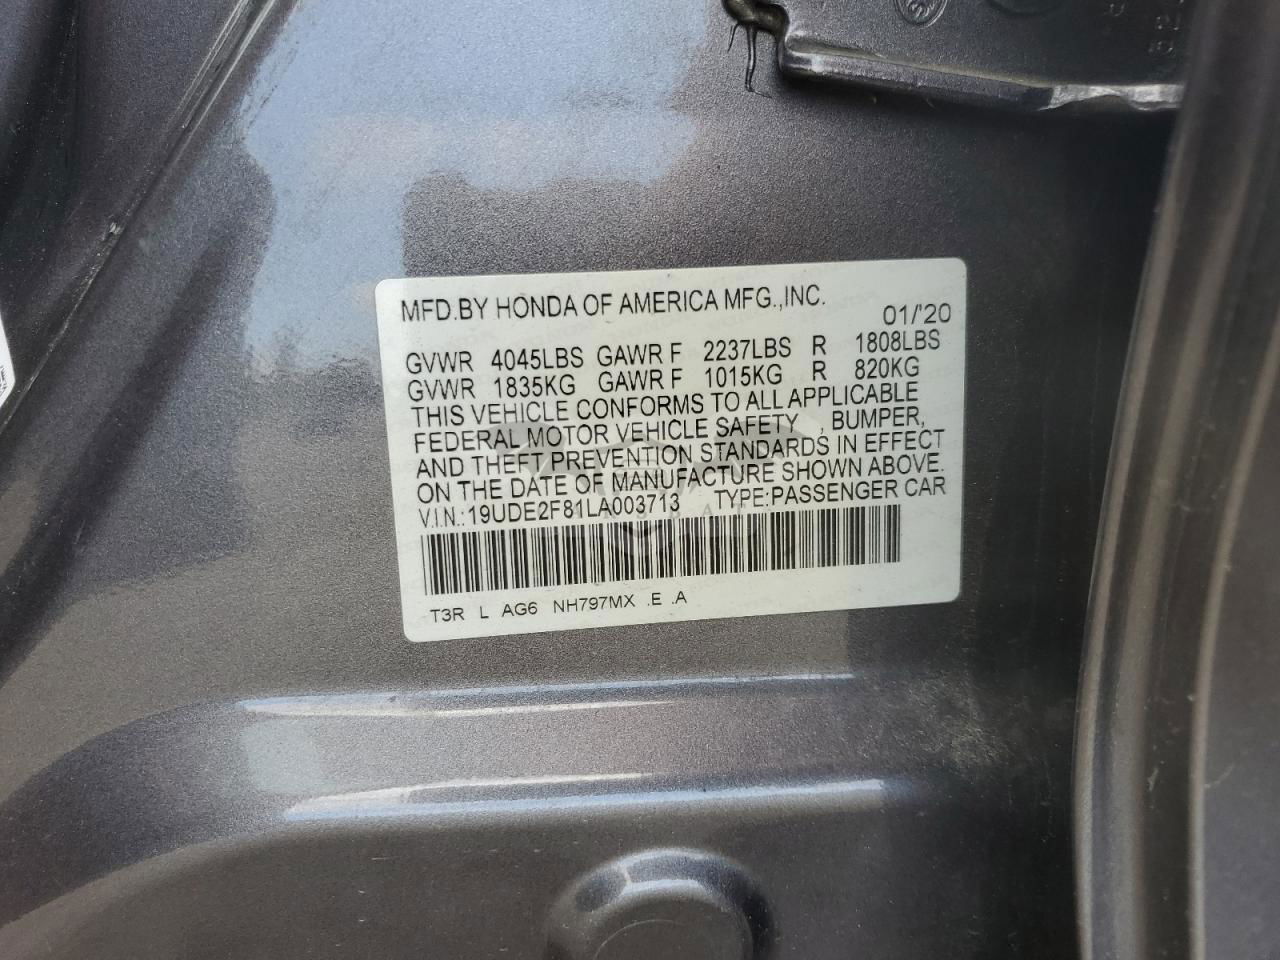 MFD.BY HONDA OF AMERICA MFG.,INC.
01/'20
GVWR 4045LBS GAWR F 2237LBS R 1808LBS
GVWR 1835KG GAWR F 1015KG R 820KG
THIS VEHICLE CONFORMS TO ALL APPLICABLE
FEDERAL MOTOR VEHICLE SAFETY , BUMPER,
AND THEFT PREVENTION STANDARDS IN EFFECT
ON THE DATE OF MANUFACTURE SHOWN ABOVE.
V.I.N.:19UDE2F81LA003713 TYPE:PASSENGER CAR
T3R L AG6 NH797MX .E .A